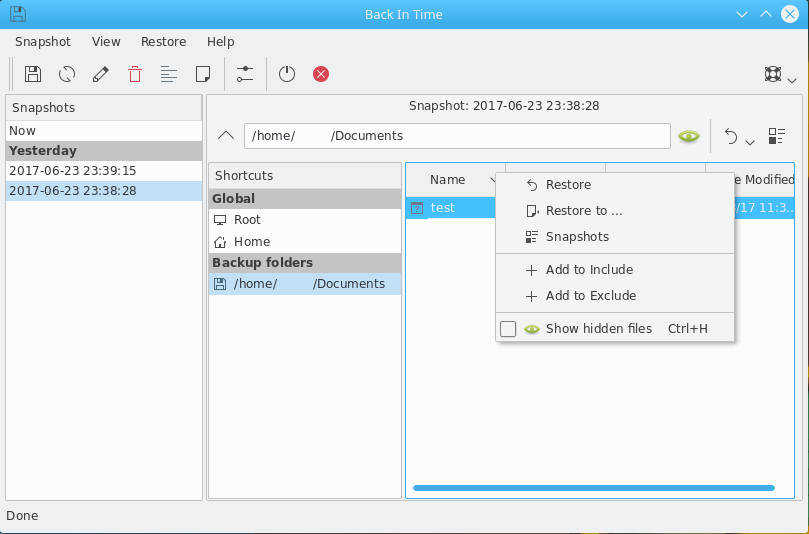 Back In Time
Snapshot View Restore Help
Snapshots
Now
Yesterday
2017-06-23 23:39:15
2017-06-23 23:38:28
Snapshot: 2017-06-23 23:38:28
/home/ /Documents
Shortcuts
Global
Root
Home
Backup folders
/home/ /Documents
Name
e Modified
test
/17 11:3...
Restore
Restore to ...
Snapshots
Add to Include
Add to Exclude
Show hidden files Ctrl+H
Done